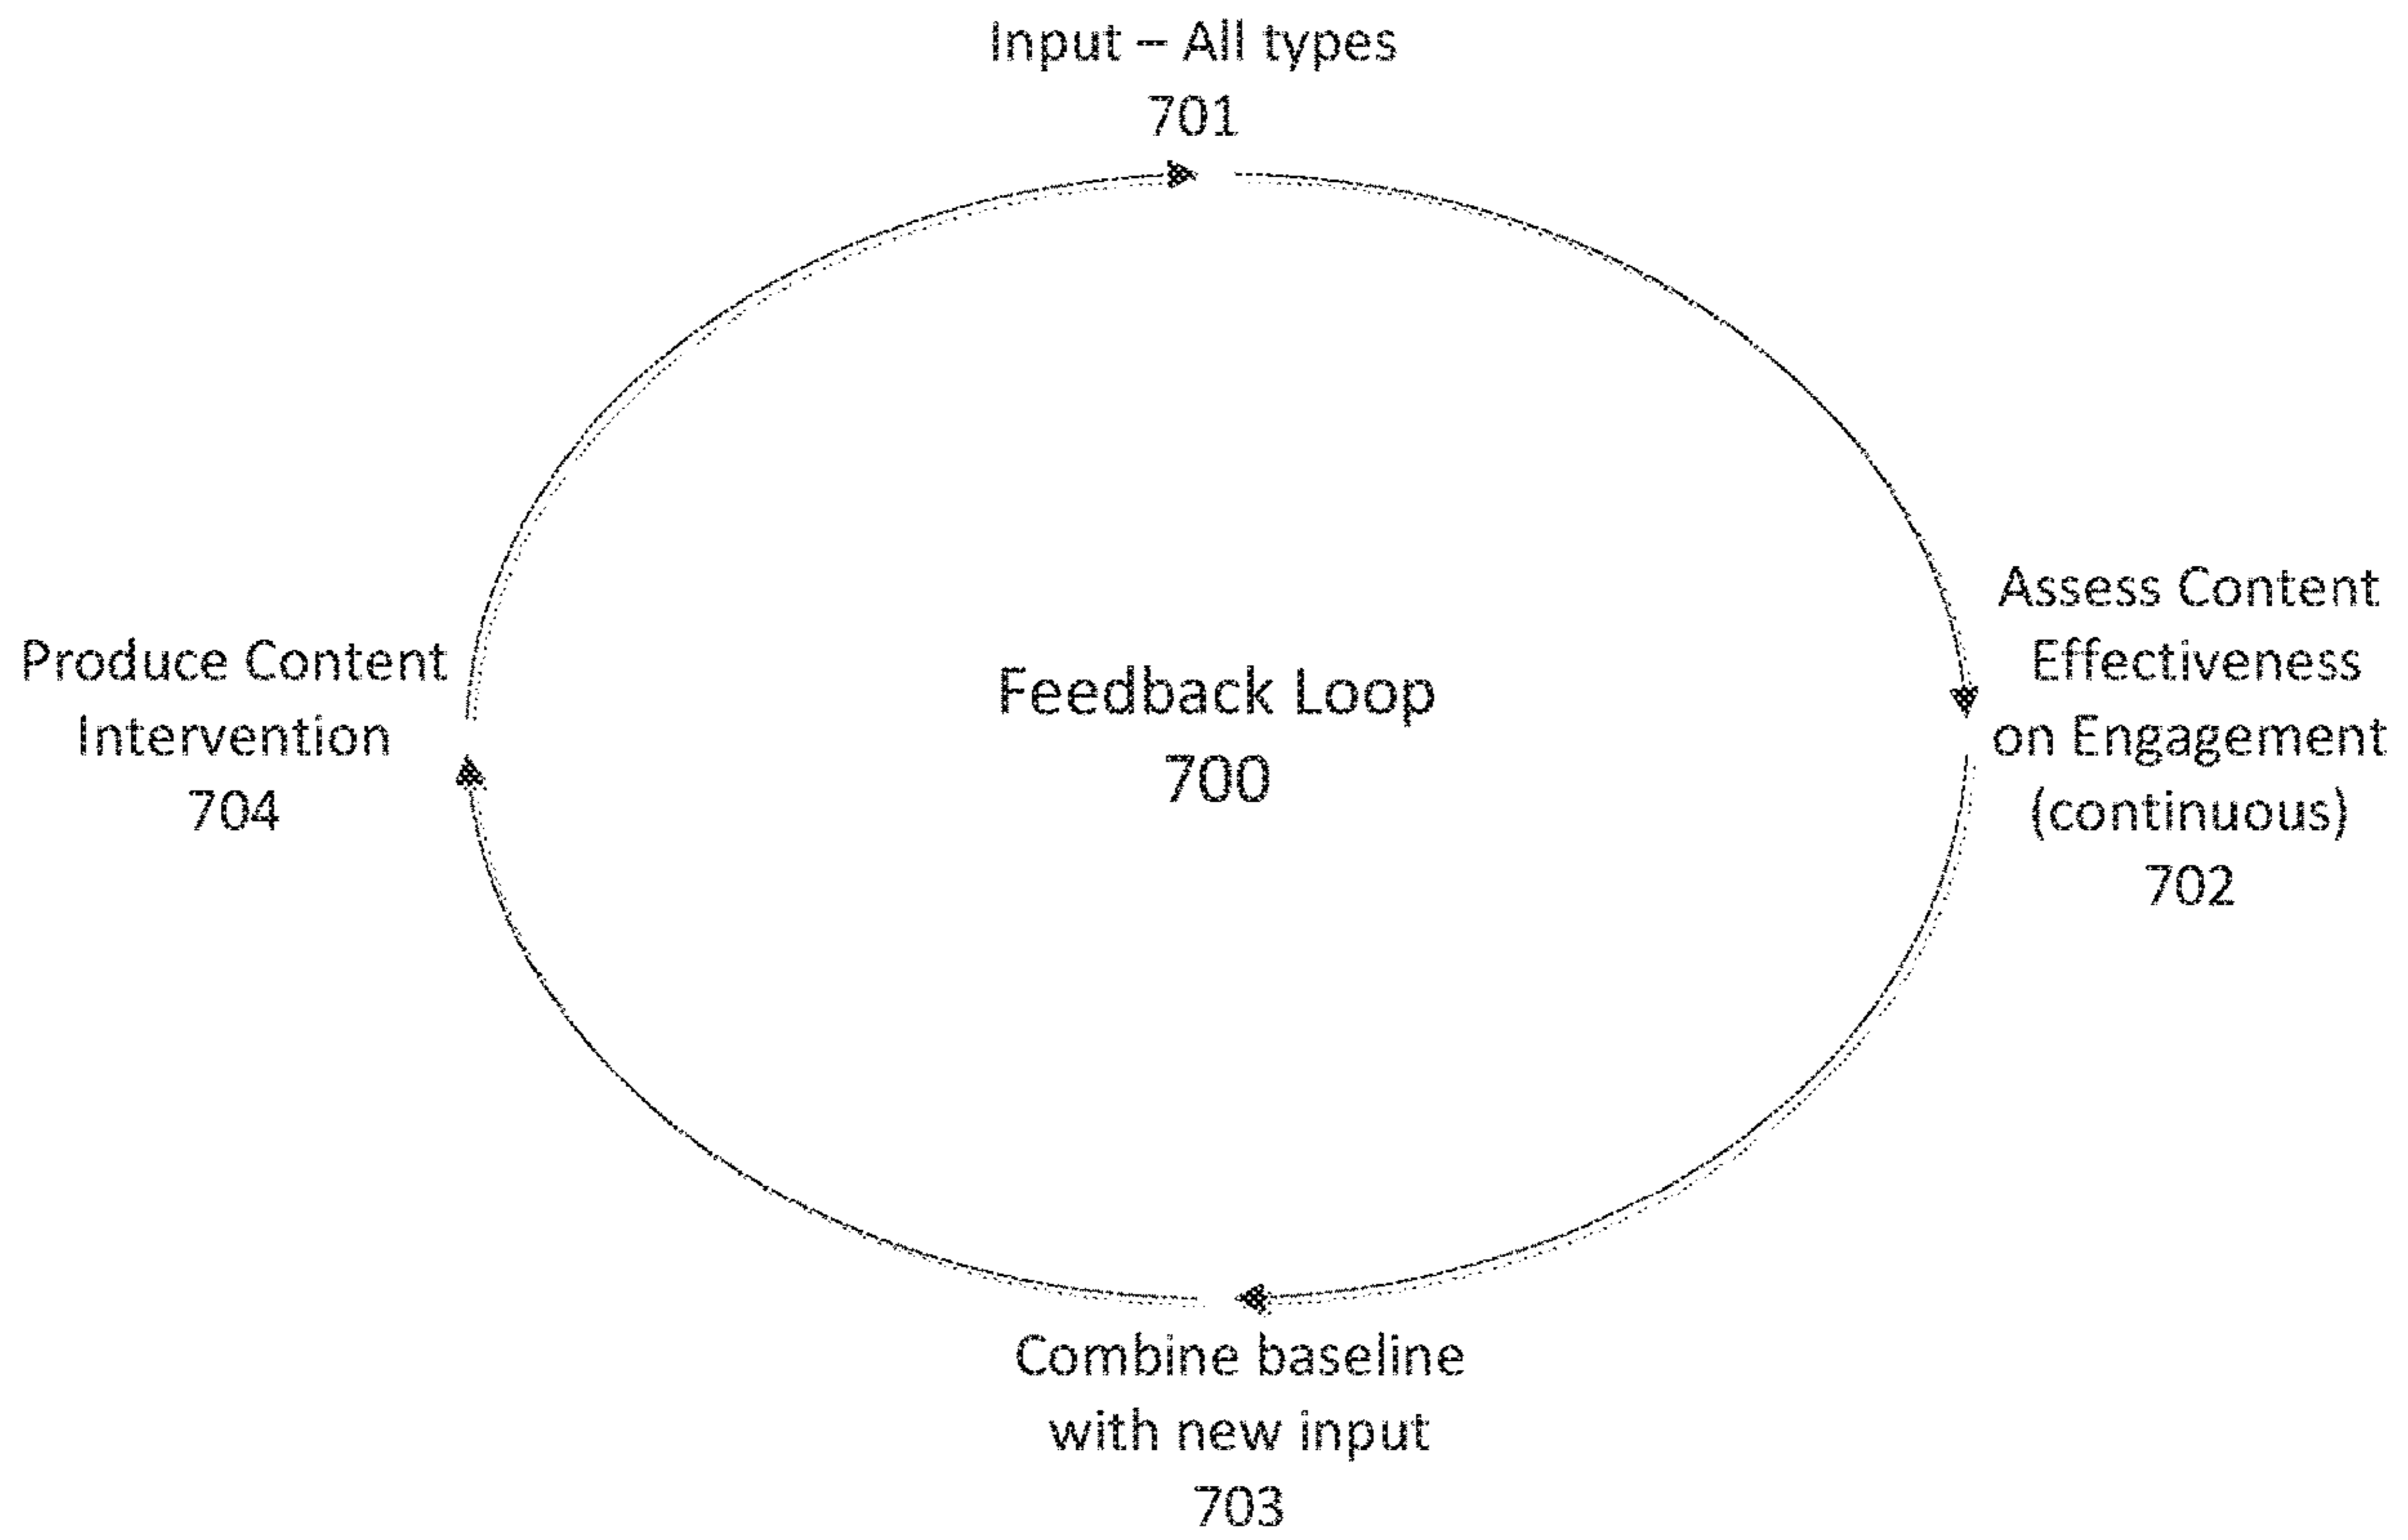 Input – All types
701
Assess Content
Effectiveness
on Engagement
(continuous)
702
Produce Content
Intervention
704
Feedback Loop
700
Combine baseline
with new input
703